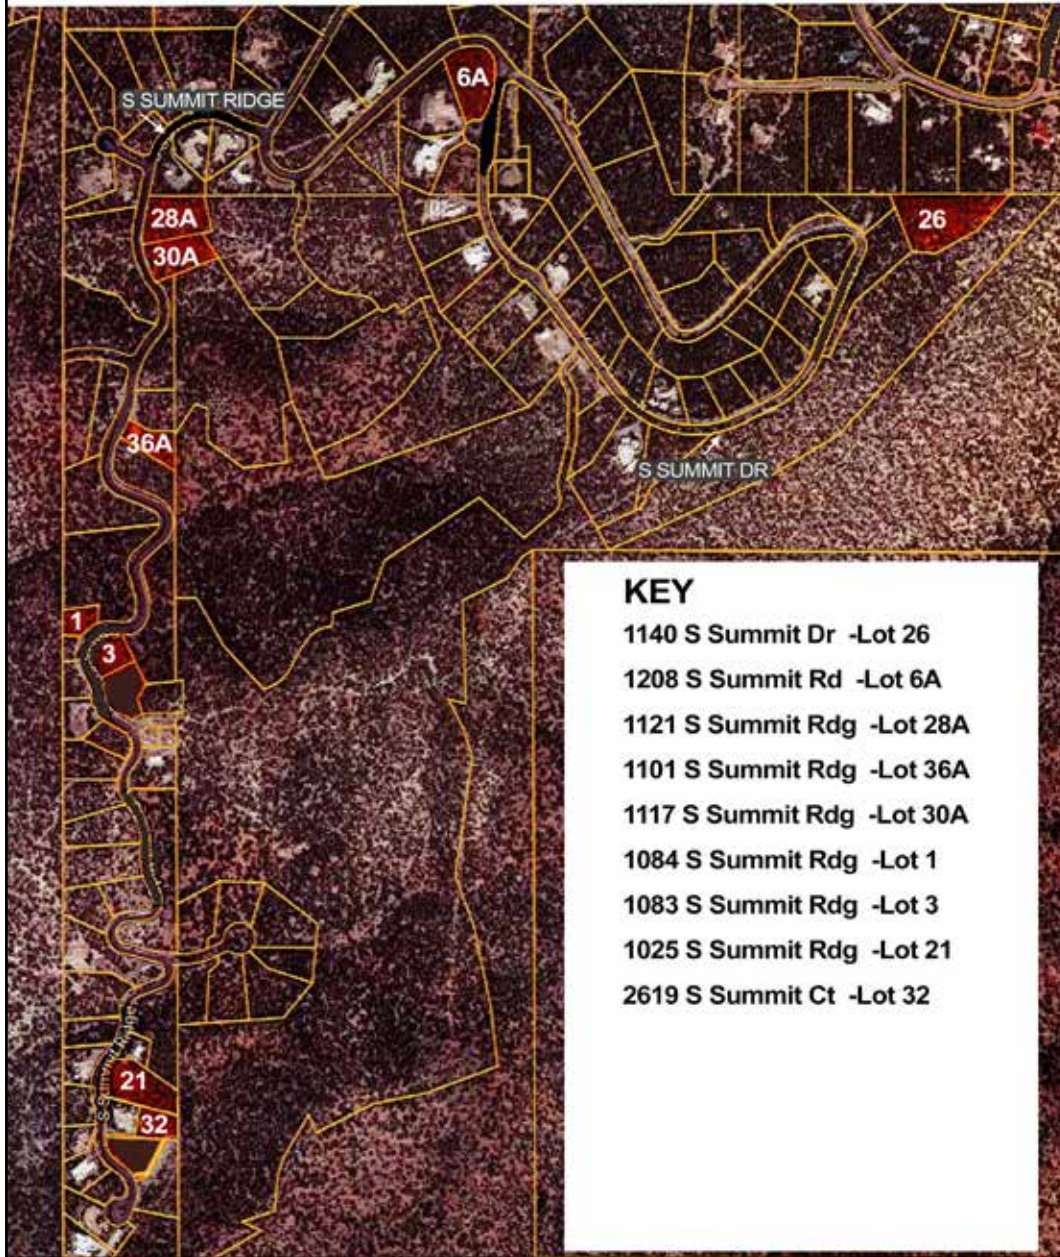 6A
S SUMMIT RIDGE
28A
26
30A
36A
S SUMMIT DR
KEY
1140 S Summit Dr -Lot 26
1208 S Summit Rd -Lot 6A
1121 S Summit Rdg -Lot 28A
1101 S Summit Rdg -Lot 36A
1117 S Summit Rdg -Lot 30A
1084 S Summit Rdg -Lot 1
1083 S Summit Rdg -Lot 3
1025 S Summit Rdg -Lot 21
2619 S Summit Ct -Lot 32
1
3
21
32